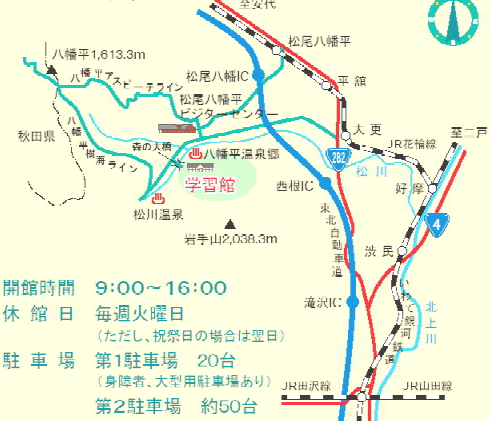 至安代
八幡平1,613.3m
松尾八幡平
八幡平アスピーテライン
松尾八幡IC
平舘
松尾八幡平
ビジターセンター
大更
秋田県
八幡平樹海ライン
森の大橋
JR花輪線
至二戸
八幡平温泉郷
282
松川
学習館
西根IC
好摩
松川温泉
4
岩手山2,038.3m
東北自動車道
渋民
開館時間 9:00〜16:00
いわて銀河鉄道
滝沢IC
北上川
休館日 毎週火曜日
(ただし、祝祭日の場合は翌日)
駐車場 第1駐車場 20台
(身障者、大型用駐車場あり)
JR田沢線
JR山田線
第2駐車場 約50台